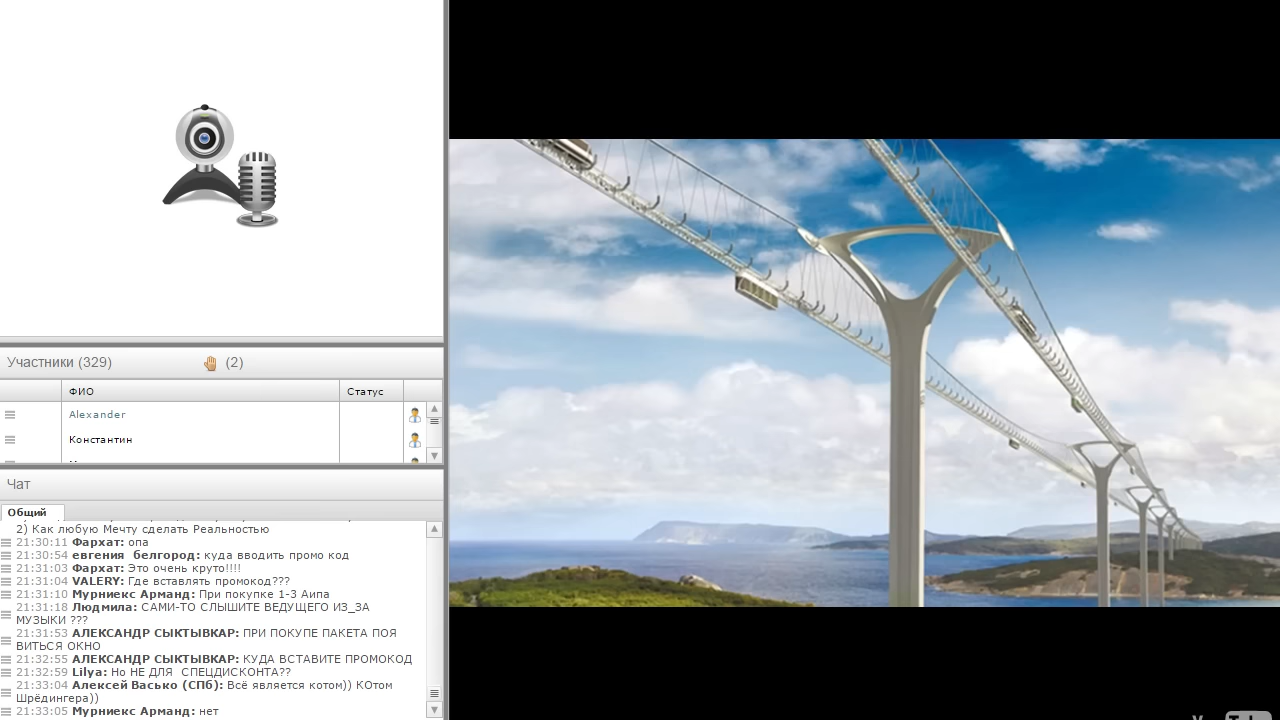 Участники (329)
(2)
ФИО
Статус
Alexander
Константин
Чат
Общий
2) Как любую Мечту сделать Реальностью
21:30:11 Фархат: опа
21:30:54 евгения белгород: куда вводить промо код
21:31:03 Фархат: Это очень круто!!!!
21:31:04 VALERY: Где вставлять промокод???
21:31:10 Мурниекс Арманд: При покупке 1-3 Аипа
21:31:18 Людмила: САМИ-ТО СЛЫШИТЕ ВЕДУЩЕГО ИЗ_ЗА
МУЗЫКИ ???
21:31:53 АЛЕКСАНДР СЫКТЫВКАР: ПРИ ПОКУПЕ ПАКЕТА ПОЯ
ВИТЬСЯ ОКНО
21:32:55 АЛЕКСАНДР СЫКТЫВКАР: КУДА ВСТАВИТЕ ПРОМОКОД
21:32:59 Lilya: Но НЕ ДЛЯ СПЕЦДИСКОНТА??
21:33:04 Алексей Васько (СПб): Всё является котом)) КОтом
Шрёдингера))
21:33:05 Мурниекс Арманд: нет